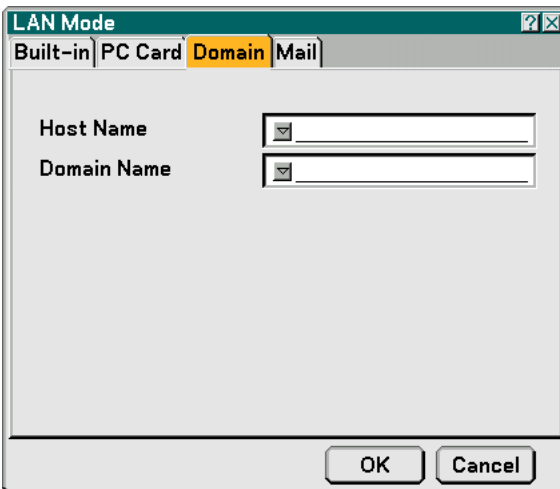 LAN Mode
Built-in PC Card Domain Mail
Host Name
Domain Name
OK Cancel